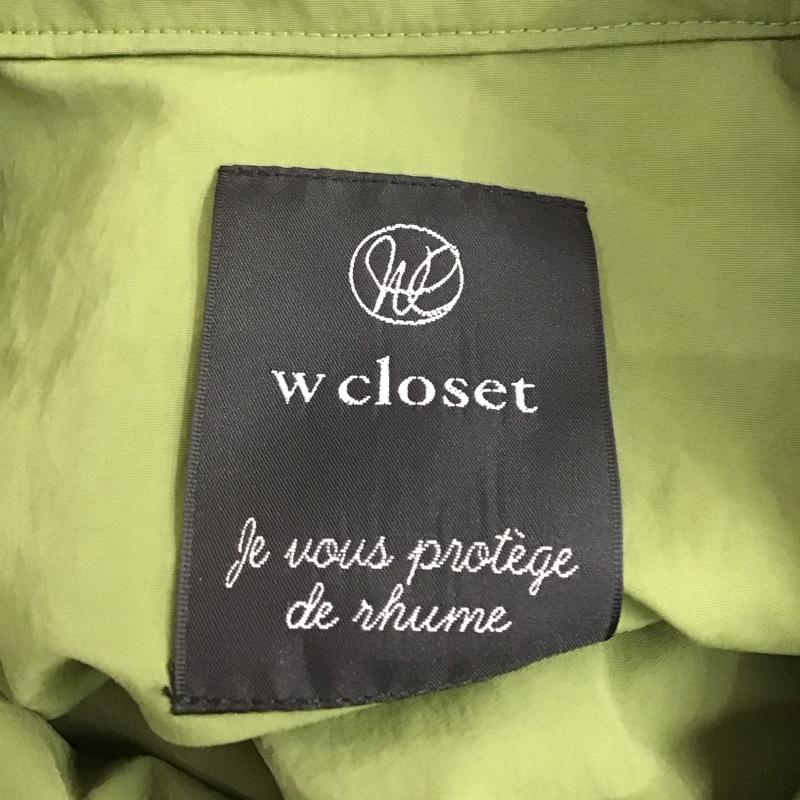 w closet
Je vous protège
de rhume